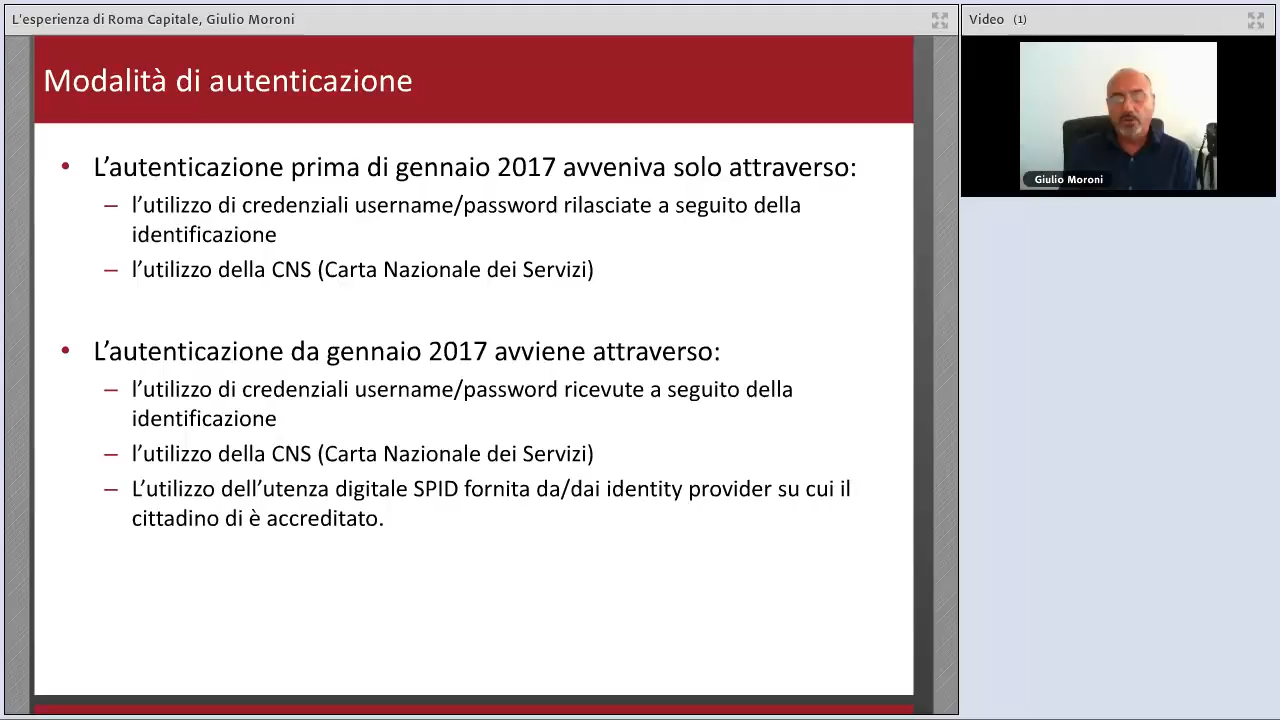 L'esperienza di Roma Capitale, Giulio Moroni
Video (1)
Modalità di autenticazione
Giulio Moroni
• L'autenticazione prima di gennaio 2017 avveniva solo attraverso:
– l'utilizzo di credenziali username/password rilasciate a seguito della
identificazione
– l'utilizzo della CNS (Carta Nazionale dei Servizi)
• L'autenticazione da gennaio 2017 avviene attraverso:
– l'utilizzo di credenziali username/password ricevute a seguito della
identificazione
– l'utilizzo della CNS (Carta Nazionale dei Servizi)
– L'utilizzo dell'utenza digitale SPID fornita da/dai identity provider su cui il
cittadino di è accreditato.